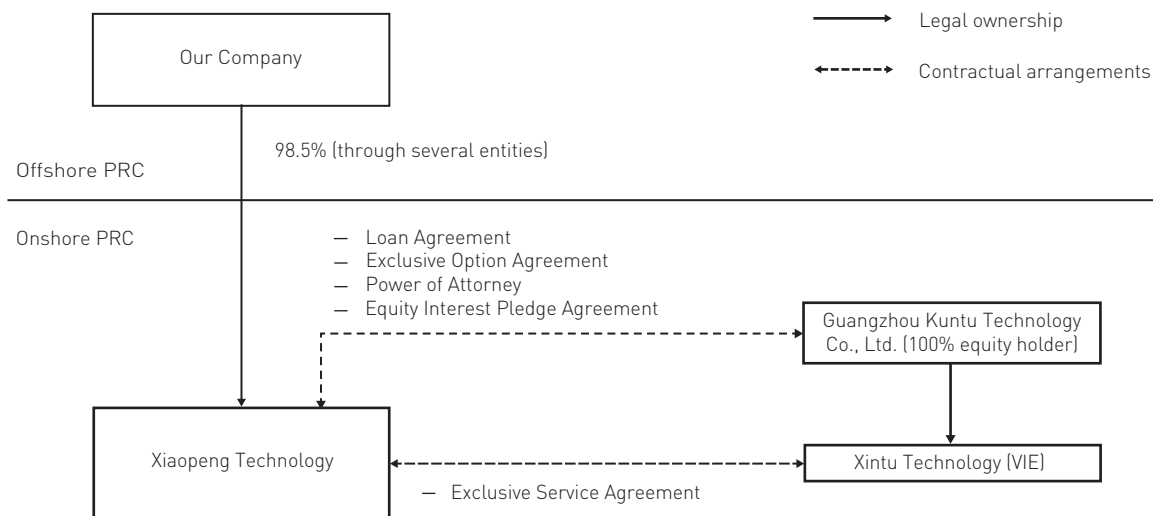 Our Company
Legal ownership
Contractual arrangements
98.5% (through several entities)
Offshore PRC
Onshore PRC
— Loan Agreement
— Exclusive Option Agreement
— Power of Attorney
— Equity Interest Pledge Agreement
Guangzhou Kuntu Technology
Co., Ltd. (100% equity holder)
Xiaopeng Technology
Xintu Technology (VIE)
— Exclusive Service Agreement